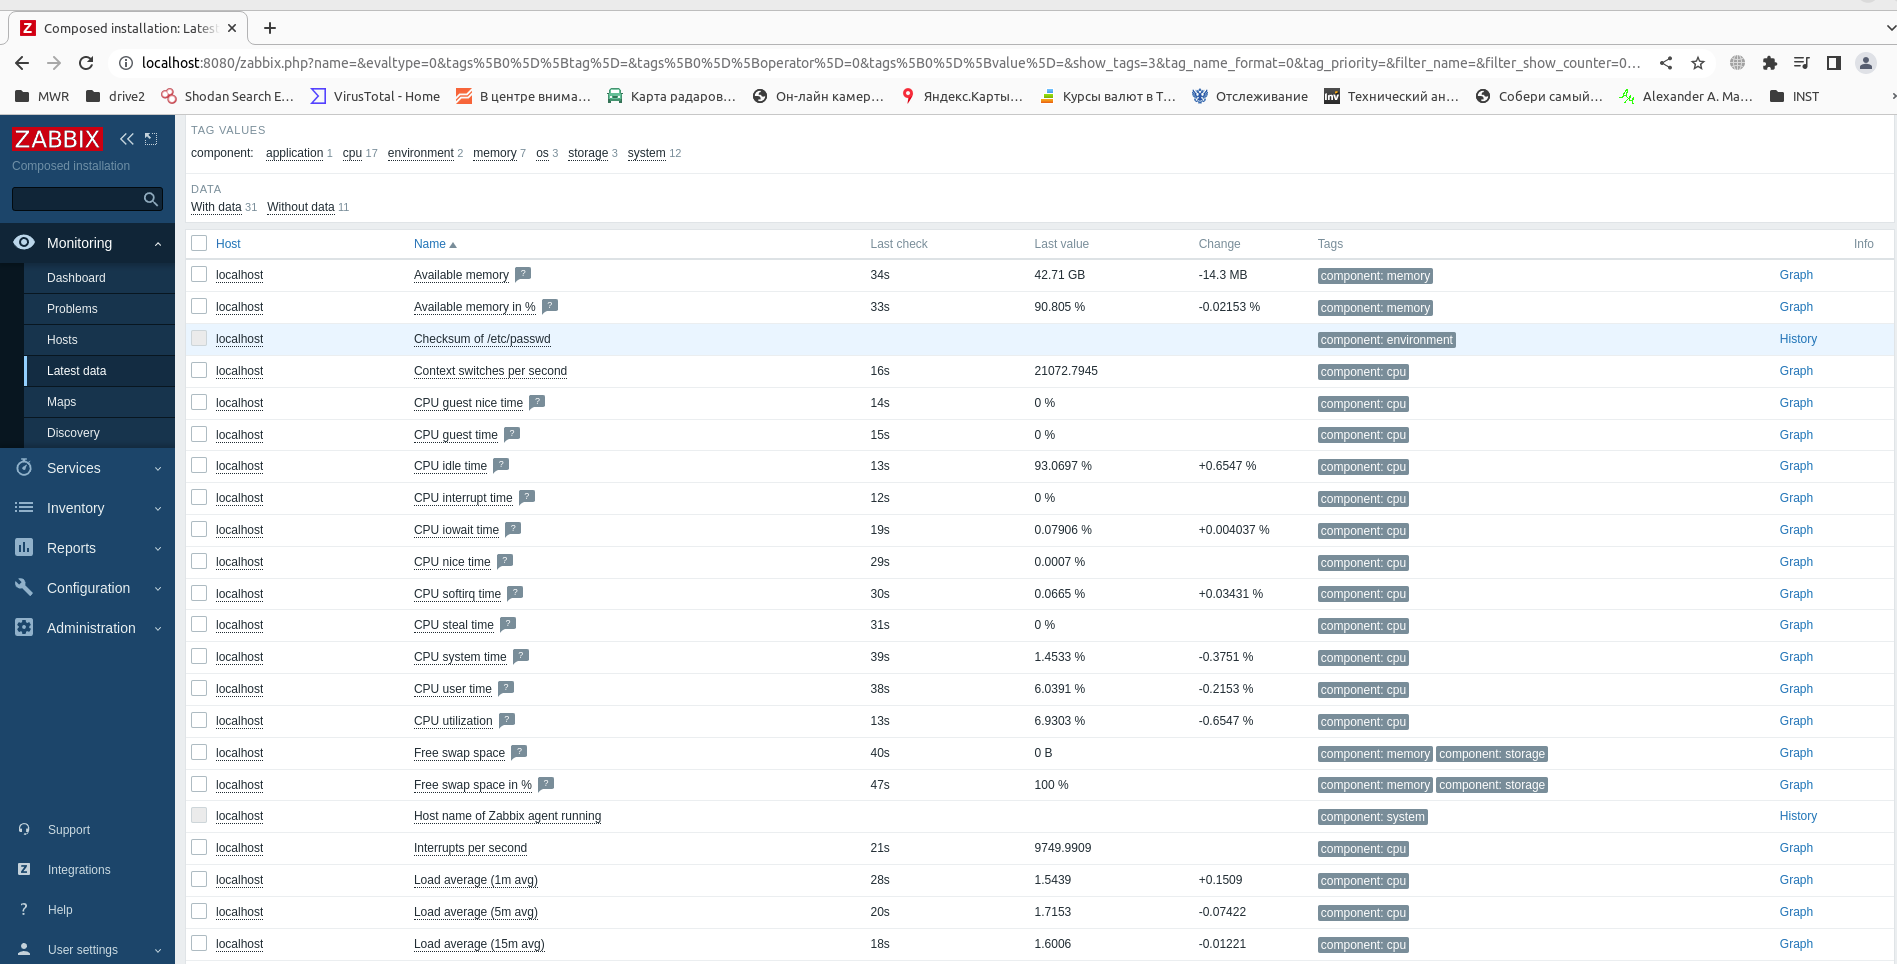 Composed installation: Lates
localhost:8080/zabbix.php?name=&evaltype=0&tags%5B0%5D%5Btag%5D=&tags%5B0%5D%5Boperator%5D=0&tags%5B0%5D%5Bvalue%5D=&show_tags=3&tag_name_format=0&tag_priority=&filter_name=&filter_show_counter=0...
MWR drive2 Shodan Search E... VirusTotal - Home В центре внима... Карта радаров... Он-лайн камер... Яндекс.Карты... Курсы валют в Т... Отслеживание Inv Технический ан... Собери самый... Alexander A. Ma... INST
ZABBIX
Composed installation
Monitoring
Dashboard
Problems
Hosts
Latest data
Maps
Discovery
Services
Inventory
Reports
Configuration
Administration
Support
Integrations
Help
User settings
TAG VALUES
component: application 1 cpu 17 environment 2 memory 7 os 3 storage 3 system 12
DATA
With data 31 Without data 11
Host Name Last check Last value Change Tags Info
localhost Available memory ? 34s 42.71 GB -14.3 MB component: memory Graph
localhost Available memory in % ? 33s 90.805 % -0.02153 % component: memory Graph
localhost Checksum of /etc/passwd component: environment History
localhost Context switches per second 16s 21072.7945 component: cpu Graph
localhost CPU guest nice time ? 14s 0 % component: cpu Graph
localhost CPU guest time ? 15s 0 % component: cpu Graph
localhost CPU idle time ? 13s 93.0697 % +0.6547 % component: cpu Graph
localhost CPU interrupt time ? 12s 0 % component: cpu Graph
localhost CPU iowait time ? 19s 0.07906 % +0.004037 % component: cpu Graph
localhost CPU nice time ? 29s 0.0007 % component: cpu Graph
localhost CPU softirq time ? 30s 0.0665 % +0.03431 % component: cpu Graph
localhost CPU steal time ? 31s 0 % component: cpu Graph
localhost CPU system time ? 39s 1.4533 % -0.3751 % component: cpu Graph
localhost CPU user time ? 38s 6.0391 % -0.2153 % component: cpu Graph
localhost CPU utilization ? 13s 6.9303 % -0.6547 % component: cpu Graph
localhost Free swap space ? 40s 0 B component: memory component: storage Graph
localhost Free swap space in % ? 47s 100 % component: memory component: storage Graph
localhost Host name of Zabbix agent running component: system History
localhost Interrupts per second 21s 9749.9909 component: cpu Graph
localhost Load average (1m avg) 28s 1.5439 +0.1509 component: cpu Graph
localhost Load average (5m avg) 20s 1.7153 -0.07422 component: cpu Graph
localhost Load average (15m avg) 18s 1.6006 -0.01221 component: cpu Graph